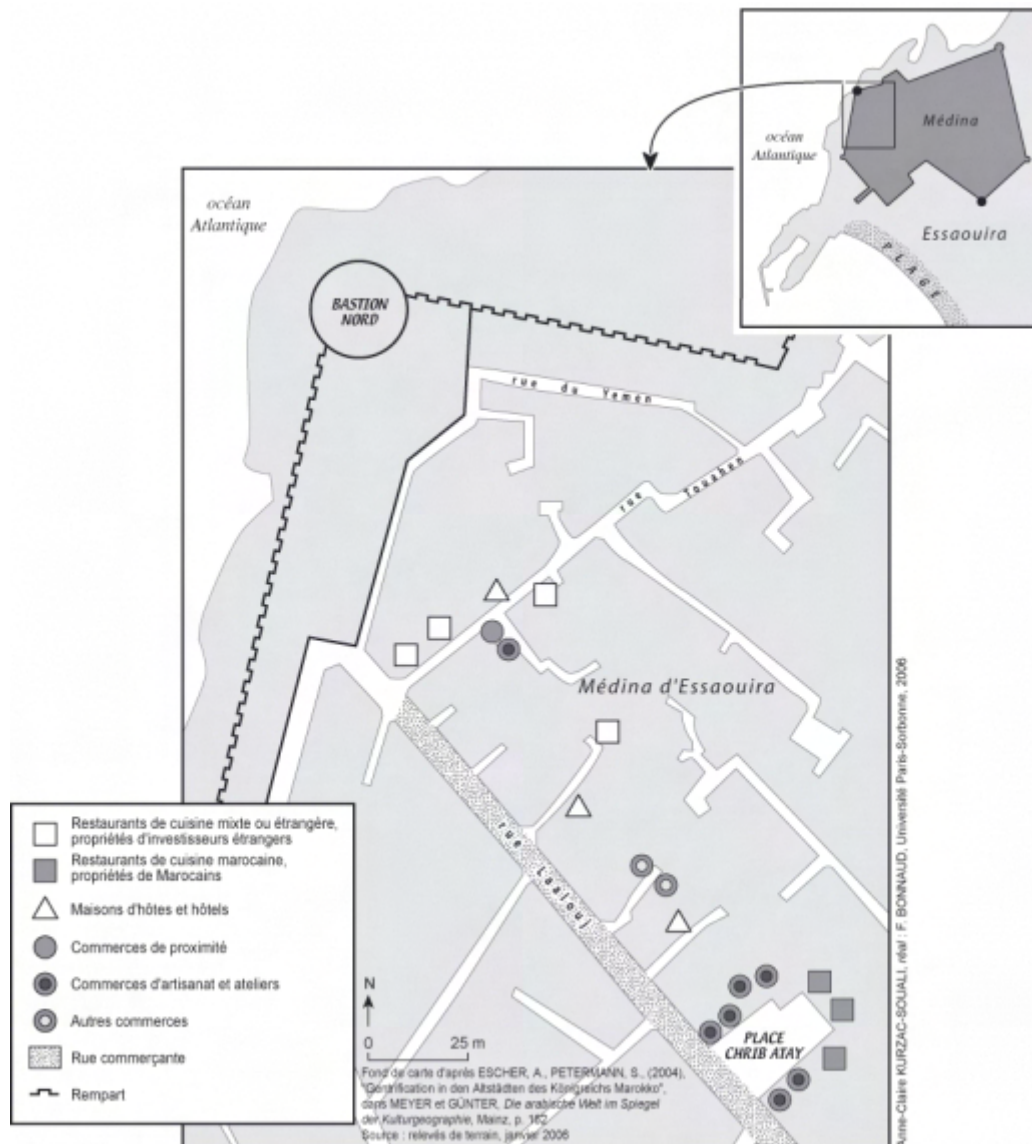 océan
Atlantique
Médina
Essaouira
PLAGE
océan
Atlantique
BASTION
NORD
rue du Yemen
rue Touahen
Médina d'Essaouira
rue Laalouj
PLACE
CHRIB ATAY
Restaurants de cuisine mixte ou étrangère,
propriétés d'investisseurs étrangers
Restaurants de cuisine marocaine,
propriétés de Marocains
Maisons d'hôtes et hôtels
Commerces de proximité
Commerces d'artisanat et ateliers
Autres commerces
Rue commerçante
Rempart
N
0 25 m
Fond de carte d'après ESCHER, A., PETERMANN, S., (2004),
"Gentrification in den Altstädten des Königreichs Marokko",
dans MEYER et GÜNTER, Die arabische Welt im Spiegel
der Kulturgeographie, Mainz, p. 162
Source : relevés de terrain, janvier 2006
Anne-Claire KURZAC-SOUALI, réal : F. BONNAUD, Université Paris-Sorbonne, 2006